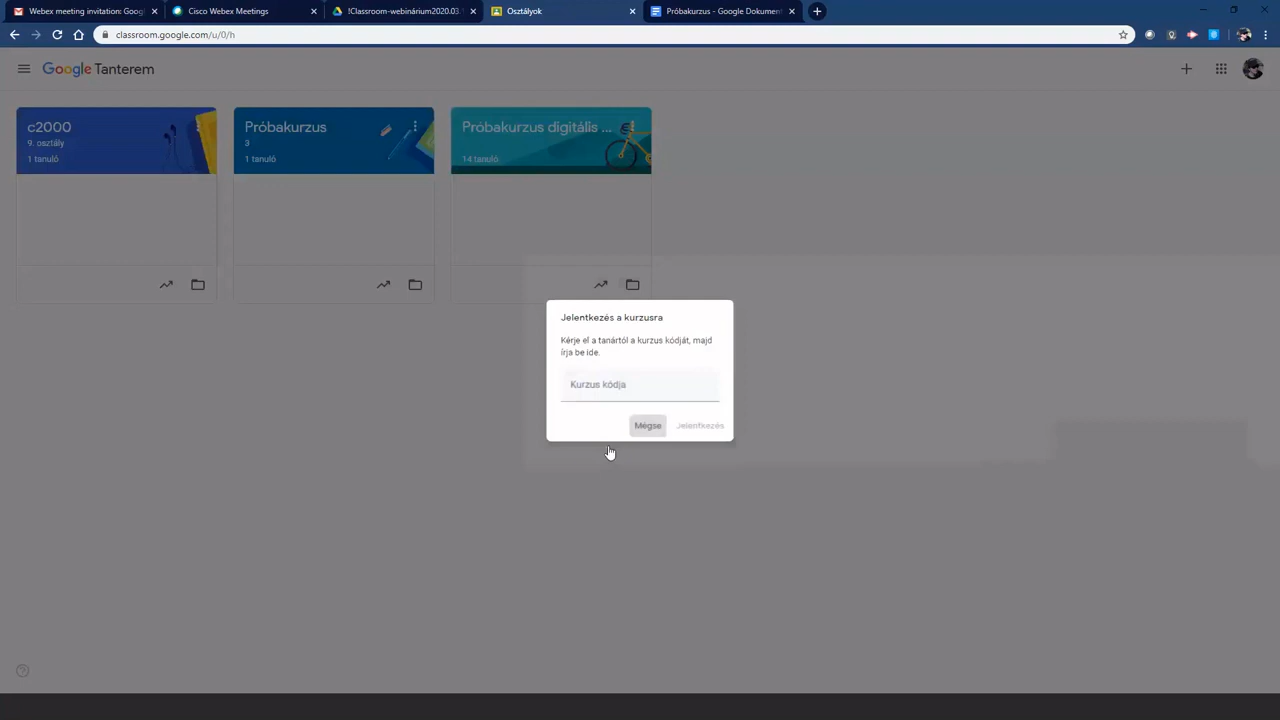 Webex meeting invitation: Googl
Cisco Webex Meetings
!Classroom-webinárium2020.03.
Osztályok
Próbakurzus - Google Dokument
classroom.google.com/u/0/h
Google Tanterem
c2000
9. osztály
1 tanuló
Próbakurzus
3
1 tanuló
Próbakurzus digitális ...
14 tanuló
Jelentkezés a kurzusra
Kérje el a tanártól a kurzus kódját, majd
írja be ide.
Kurzus kódja
Mégse
Jelentkezés